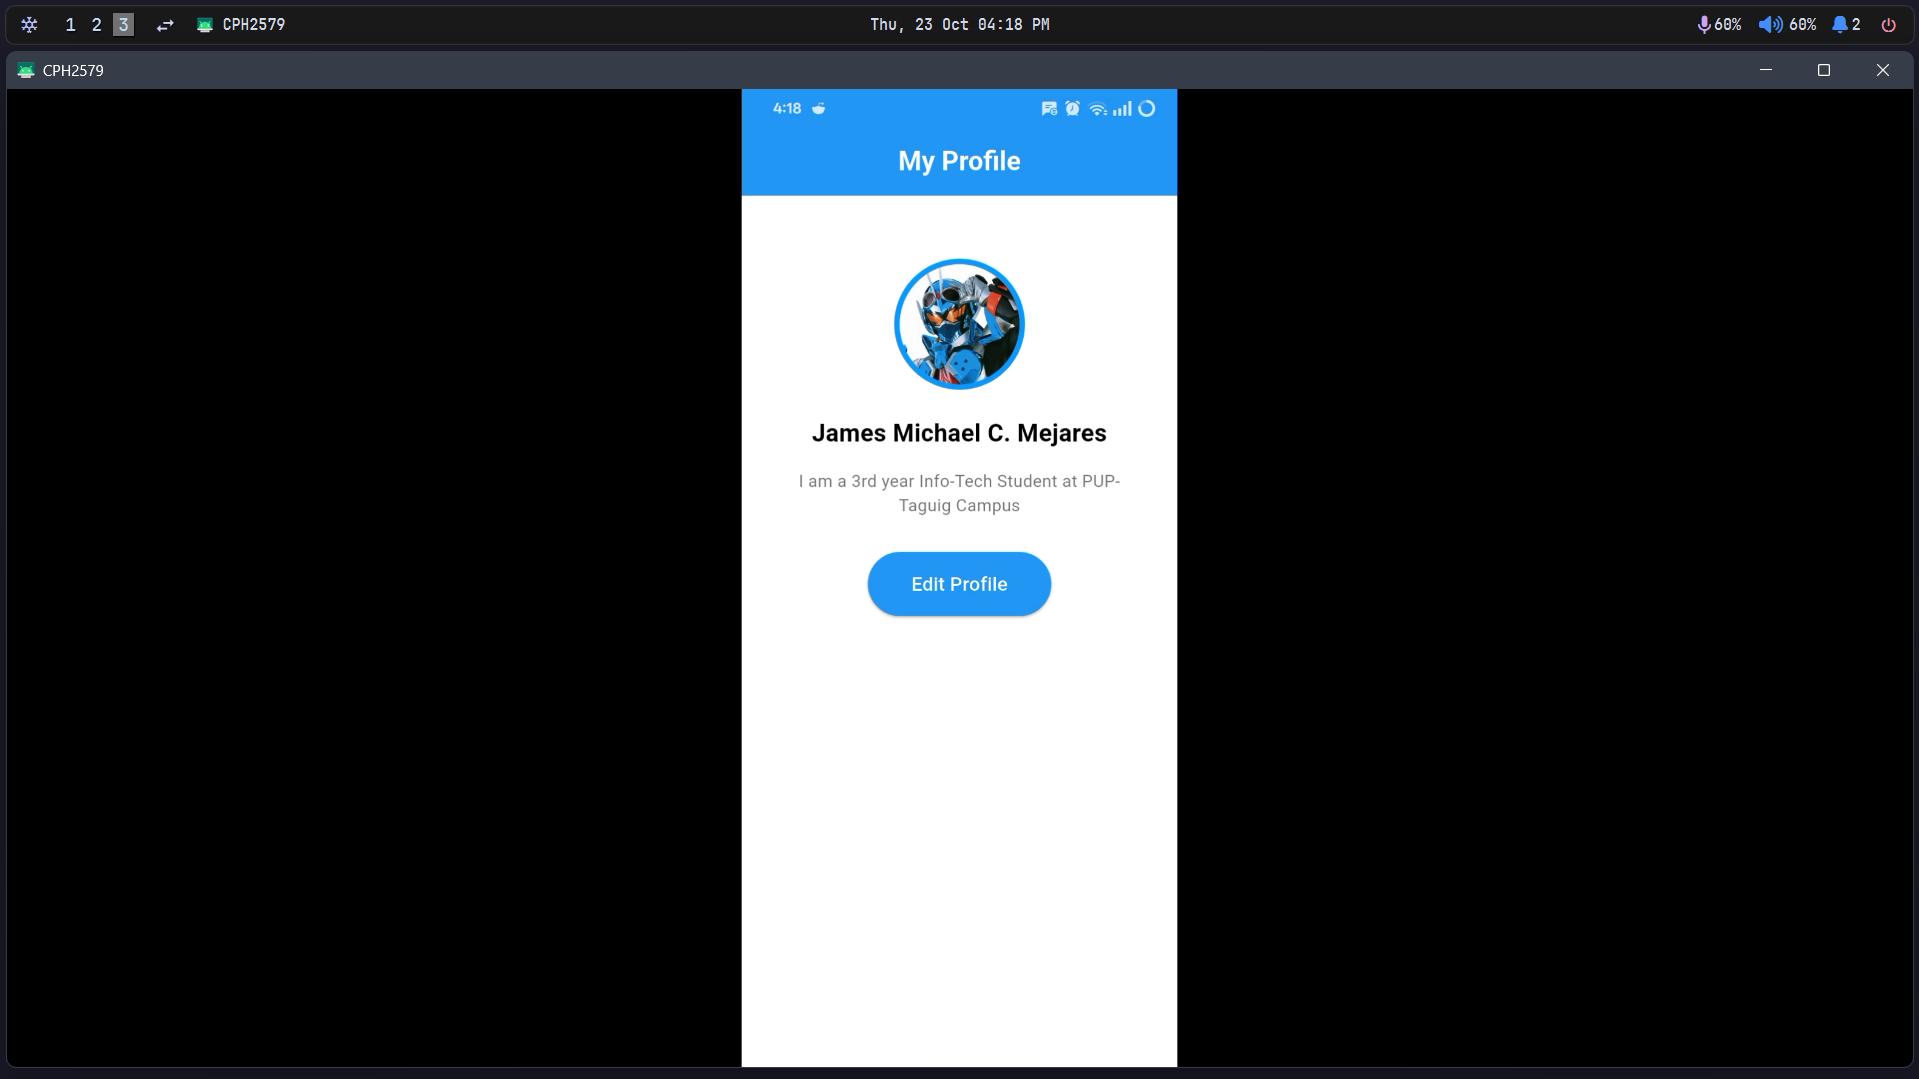 1 2 3 CPH2579 Thu, 23 Oct 04:18 PM 60% 60% 2
CPH2579
4:18
My Profile
James Michael C. Mejares
I am a 3rd year Info-Tech Student at PUP-
Taguig Campus
Edit Profile